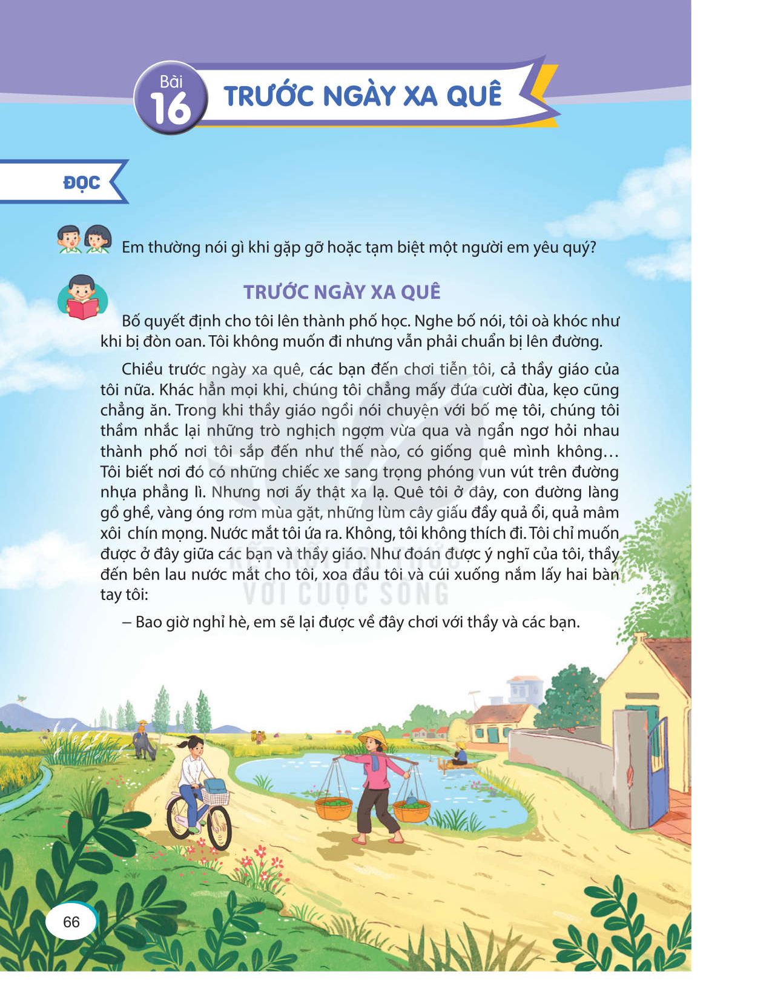 Bài
16
TRƯỚC NGÀY XA QUÊ
ĐỌC
Em thường nói gì khi gặp gỡ hoặc tạm biệt một người em yêu quý?
TRƯỚC NGÀY XA QUÊ
Bố quyết định cho tôi lên thành phố học. Nghe bố nói, tôi oà khóc như
khi bị đòn oan. Tôi không muốn đi nhưng vẫn phải chuẩn bị lên đường.
Chiều trước ngày xa quê, các bạn đến chơi tiễn tôi, cả thầy giáo của
tôi nữa. Khác hẳn mọi khi, chúng tôi chẳng mấy đứa cười đùa, kẹo cũng
chẳng ăn. Trong khi thầy giáo ngồi nói chuyện với bố mẹ tôi, chúng tôi
thầm nhắc lại những trò nghịch ngợm vừa qua và ngẩn ngơ hỏi nhau
thành phố nơi tôi sắp đến như thế nào, có giống quê mình không…
Tôi biết nơi đó có những chiếc xe sang trọng phóng vun vút trên đường
nhựa phẳng lì. Nhưng nơi ấy thật xa lạ. Quê tôi ở đây, con đường làng
gồ ghề, vàng óng rơm mùa gặt, những lùm cây giấu đầy quả ổi, quả mâm
xôi chín mọng. Nước mắt tôi ứa ra. Không, tôi không thích đi. Tôi chỉ muốn
được ở đây giữa các bạn và thầy giáo. Như đoán được ý nghĩ của tôi, thầy
đến bên lau nước mắt cho tôi, xoa đầu tôi và cúi xuống nắm lấy hai bàn
tay tôi:
– Bao giờ nghỉ hè, em sẽ lại được về đây chơi với thầy và các bạn.
KẾT NỐI TRI THỨC
VỚI CUỘC SỐNG
66